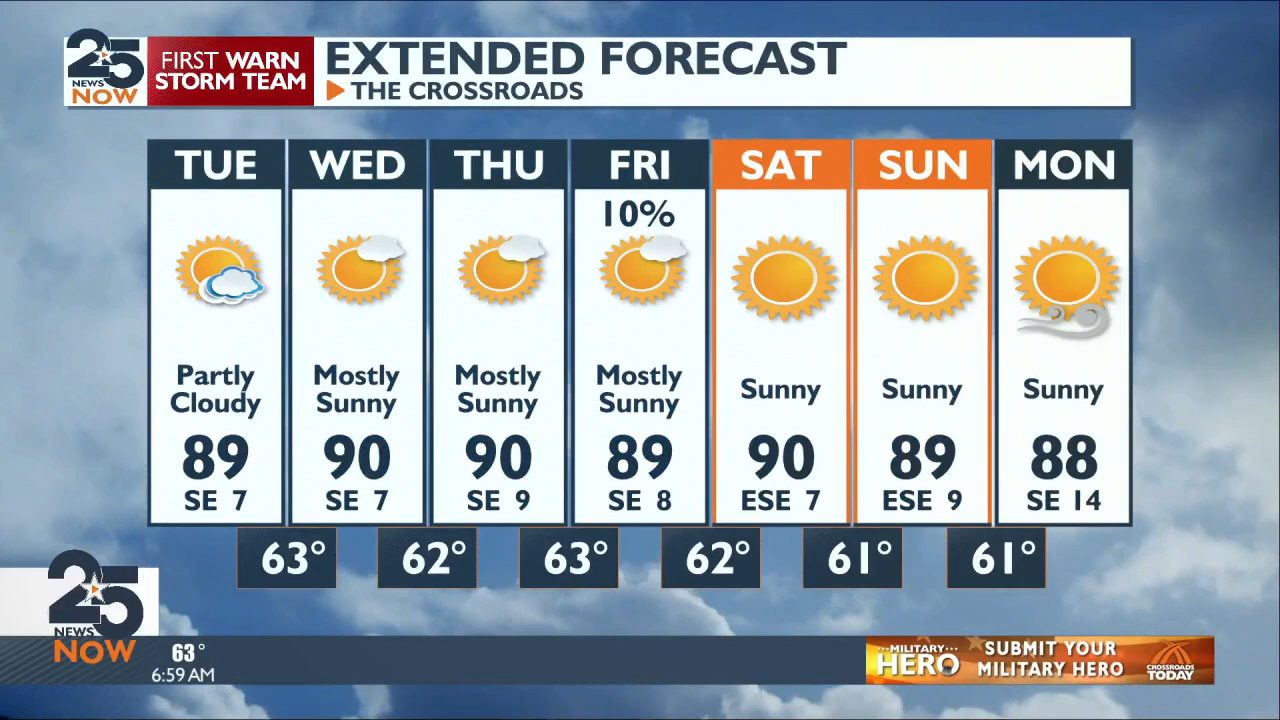 25
NEWS
NOW
FIRST WARN
STORM TEAM
EXTENDED FORECAST
THE CROSSROADS
TUE
Partly
Cloudy
89
SE 7
WED
Mostly
Sunny
90
SE 7
THU
Mostly
Sunny
90
SE 9
FRI
10%
Mostly
Sunny
89
SE 8
SAT
Sunny
90
ESE 7
SUN
Sunny
89
ESE 9
MON
Sunny
88
SE 14
63°
62°
63°
62°
61°
61°
25
NEWS
NOW
63°
6:59 AM
MILITARY
HERO
SUBMIT YOUR
MILITARY HERO
CROSSROADS
TODAY